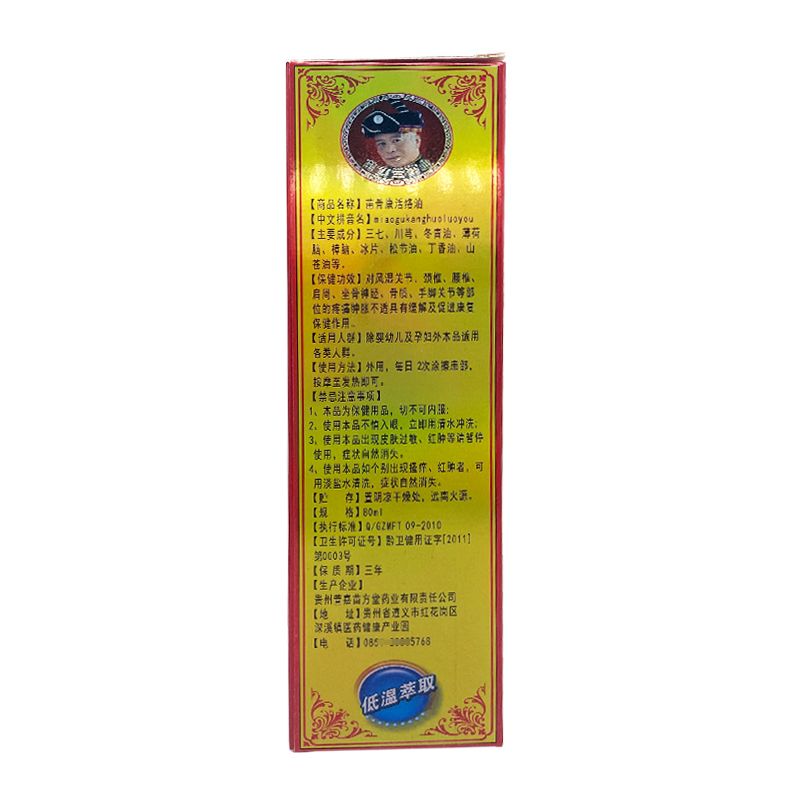 【商品名称】苗骨康活络油
【中文拼音名】miaogukanghuoluoyou
【主要成分】三七、川芎、冬青油、薄荷
脑、樟脑、冰片、松节油、丁香油、山
苍油等。
【保健功效】对风湿关节、颈椎、腰椎、
肩周、坐骨神经、骨质、手脚关节等部
位的疼痛肿胀不适具有缓解及促进康复
保健作用。
【适用人群】除婴幼儿及孕妇外本品适用
各类人群。
【使用方法】外用，每日2次涂擦患部，
按摩至发热即可。
【禁忌注意事项】
1、本品为保健用品，切不可内服；
2、使用本品不慎入眼，立即用清水冲洗；
3、使用本品出现皮肤过敏、红肿等请暂停
使用，症状自然消失。
4、使用本品如个别出现瘙痒、红肿者，可
用淡盐水清洗，症状自然消失。
【贮 存】置阴凉干燥处，远离火源。
【规 格】80ml
【执行标准】Q/GZMFT 09-2010
【卫生许可证号】黔卫健用证字[2011]
第0003号
【保 质 期】三年
【生产企业】
贵州苦嘉苗方堂药业有限责任公司
【地 址】贵州省遵义市红花岗区
深溪镇医药健康产业园
【电 话】
低温萃取